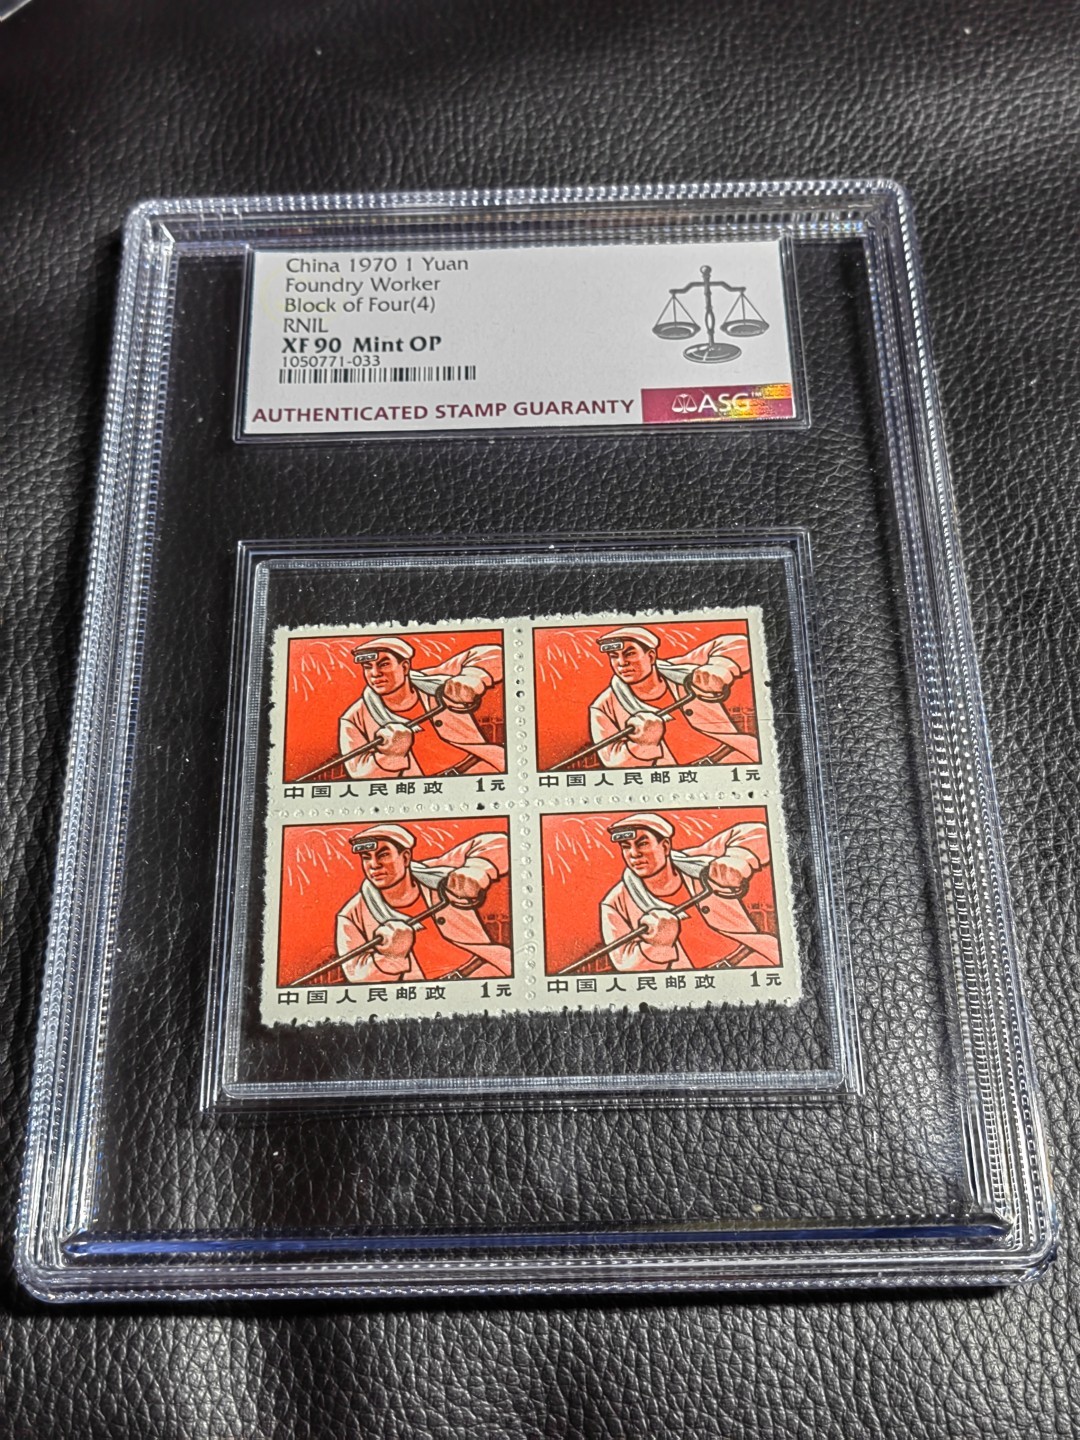 China 1970 1 Yuan
Foundry Worker
Block of Four(4)
RNIL
XF 90 Mint OP
1050771-033
AUTHENTICATED STAMP GUARANTY
ASG™
中国人民邮政 1元
中国人民邮政 1元
中国人民邮政 1元
中国人民邮政 1元